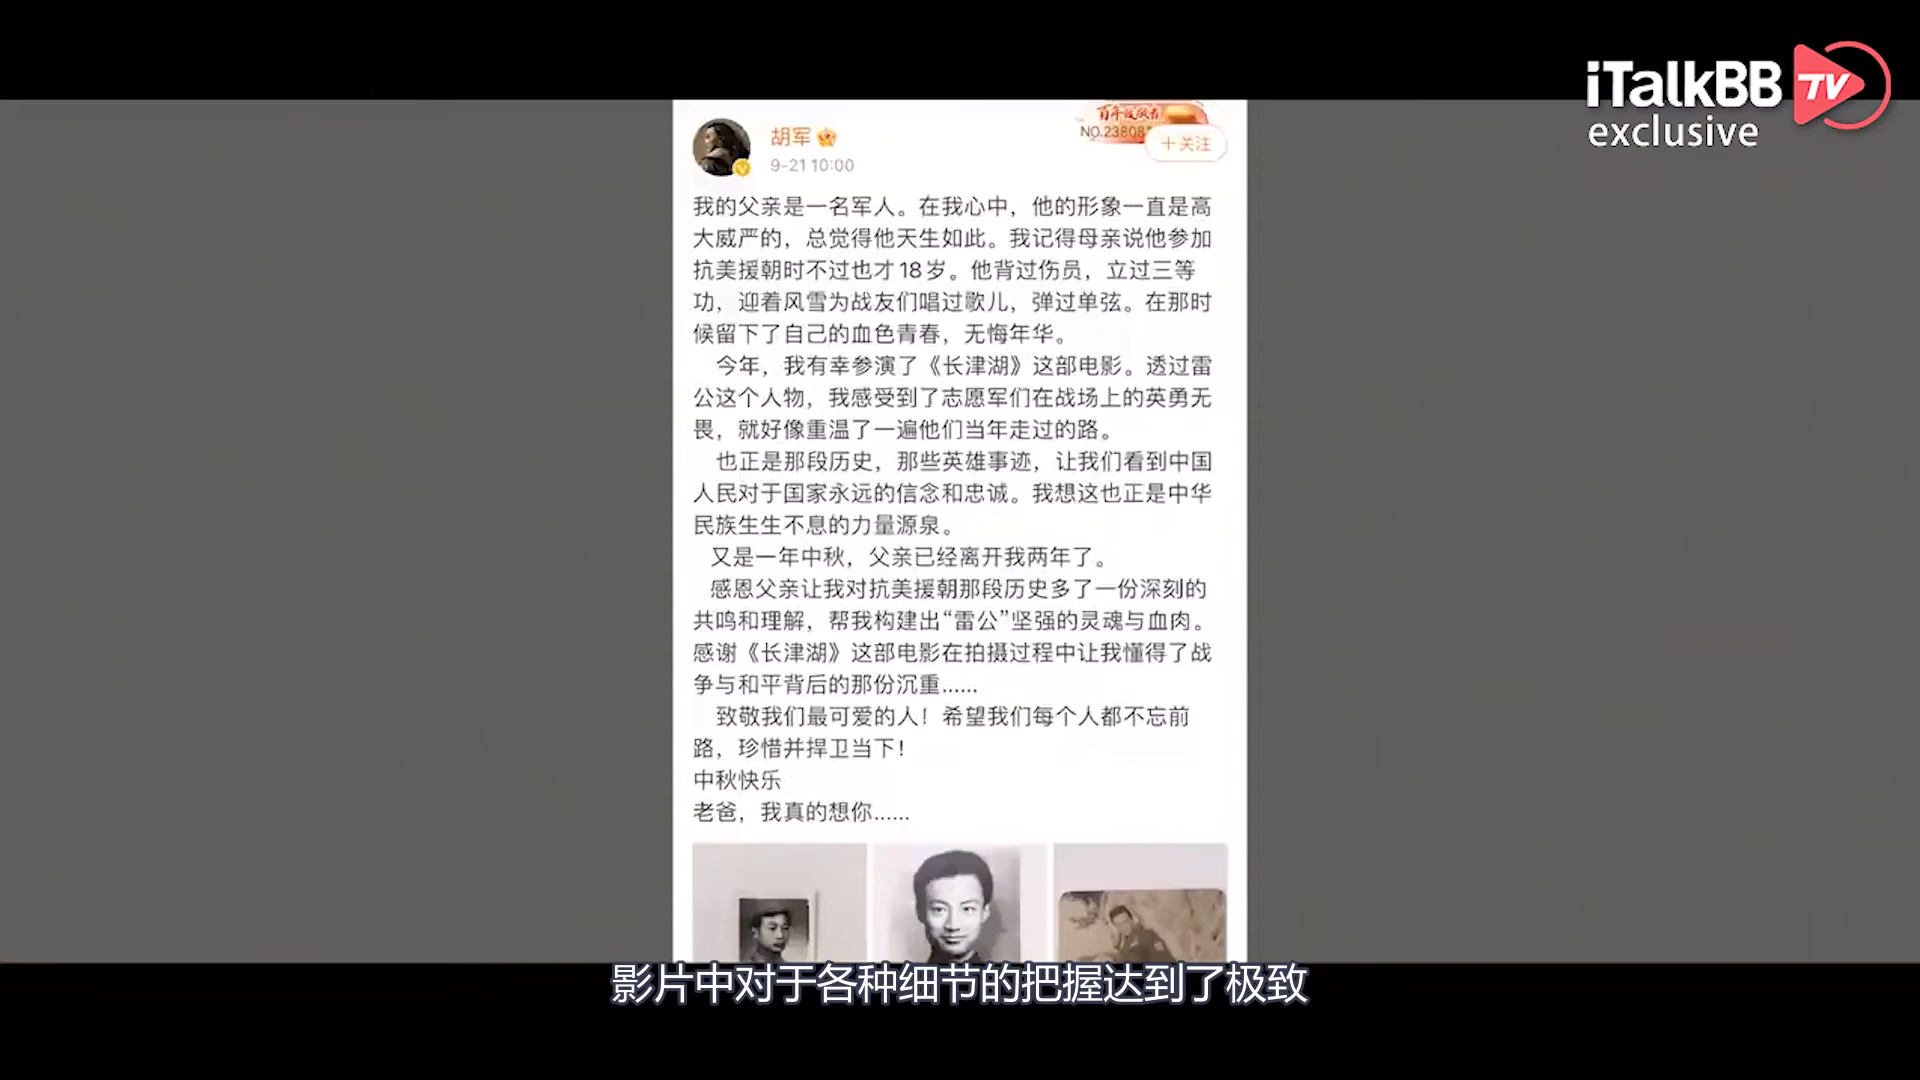 iTalkBB TV
exclusive
胡军
9-21 10:00
百年
NO.23808
+关注
我的父亲是一名军人。在我心中，他的形象一直是高
大威严的，总觉得他天生如此。我记得母亲说他参加
抗美援朝时不过也才18岁。他背过伤员，立过三等
功，迎着风雪为战友们唱过歌儿，弹过单弦。在那时
候留下了自己的血色青春，无悔年华。
今年，我有幸参演了《长津湖》这部电影。透过雷
公这个人物，我感受到了志愿军们在战场上的英勇无
畏，就好像重温了一遍他们当年走过的路。
也正是那段历史，那些英雄事迹，让我们看到中国
人民对于国家永远的信念和忠诚。我想这也正是中华
民族生生不息的力量源泉。
又是一年中秋，父亲已经离开我两年了。
感恩父亲让我对抗美援朝那段历史多了一份深刻的
共鸣和理解，帮我构建出“雷公”坚强的灵魂与血肉。
感谢《长津湖》这部电影在拍摄过程中让我懂得了战
争与和平背后的那份沉重......
致敬我们最可爱的人！希望我们每个人都不忘前
路，珍惜并捍卫当下！
中秋快乐
老爸，我真的想你......
影片中对于各种细节的把握达到了极致